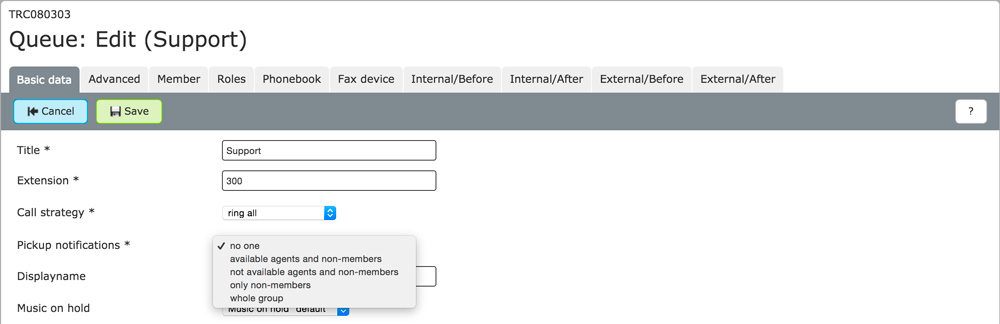 TRC080303
Queue: Edit (Support)
Basic data Advanced Member Roles Phonebook Fax device Internal/Before Internal/After External/Before External/After
Cancel Save ?
Title * Support
Extension * 300
Call strategy * ring all
Pickup notifications * ✓ no one
available agents and non-members
not available agents and non-members
Displayname
only non-members
whole group
Music on hold Music on hold "default"